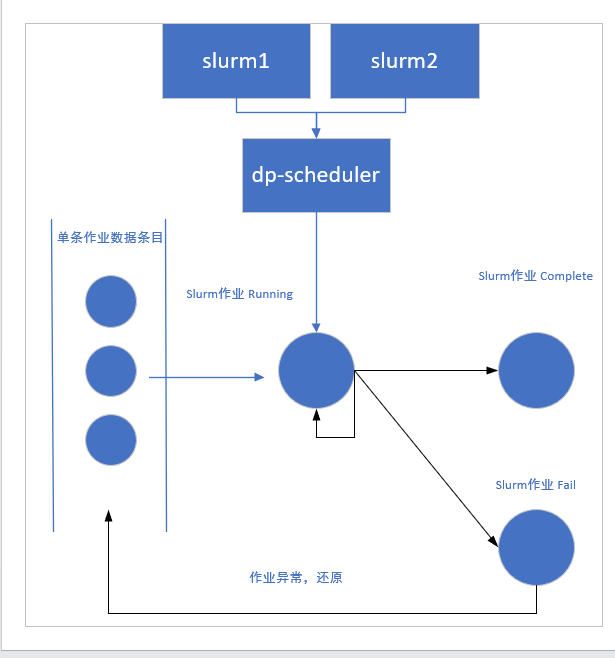 slurm1
slurm2
dp-scheduler
单条作业数据条目
Slurm作业 Running
Slurm作业 Complete
Slurm作业 Fail
作业异常，还原